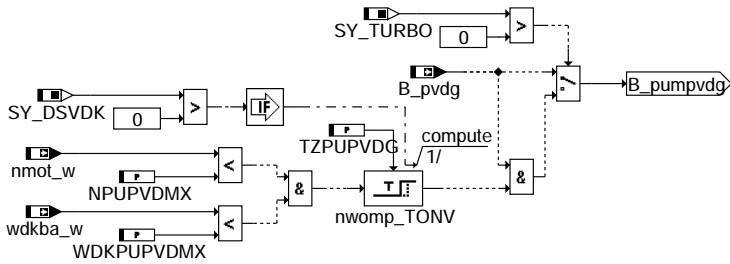 SY_TURBO
>
0
B_pvdg
B_pumpvdg
SY_DSVDK
>
IF
0
compute
TZPUPVDG
1/
P
nmot_w
<
P
NPUPVDMX
&
T
&
nwomp_TONV
wdkba_w
<
P
WDKPUPVDMX